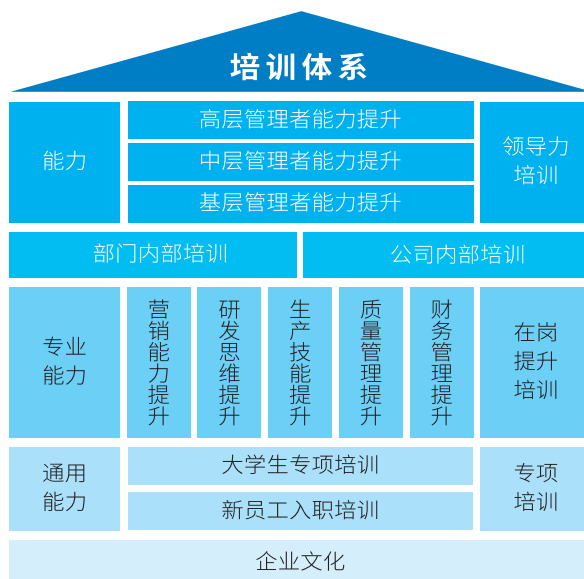 培训体系
能力
高层管理者能力提升
中层管理者能力提升
基层管理者能力提升
领导力
培训
部门内部培训
公司内部培训
专业
能力
营销能力提升
研发思维提升
生产技能提升
质量管理提升
财务管理提升
在岗
提升
培训
通用
能力
大学生专项培训
新员工入职培训
专项
培训
企业文化